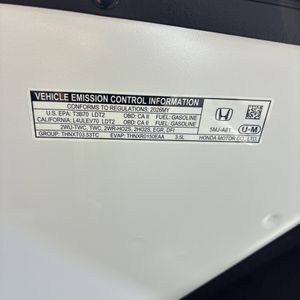 VEHICLE EMISSION CONTROL INFORMATION
CONFORMS TO REGULATIONS: 2026MY
U.S. EPA: T3B70 LDT2 OBD: CA II FUEL: GASOLINE
CALIFORNIA: L4ULEV70 LDT2 OBD: CA II FUEL: GASOLINE
2WU-TWC, TWC, 2WR-HO2S, 2HO2S, EGR, DFI
GROUP: THNXT03.53TC EVAP: THNXR0150EAA 3.5L
5MJ-A81
U-M
HONDA MOTOR CO., LTD.